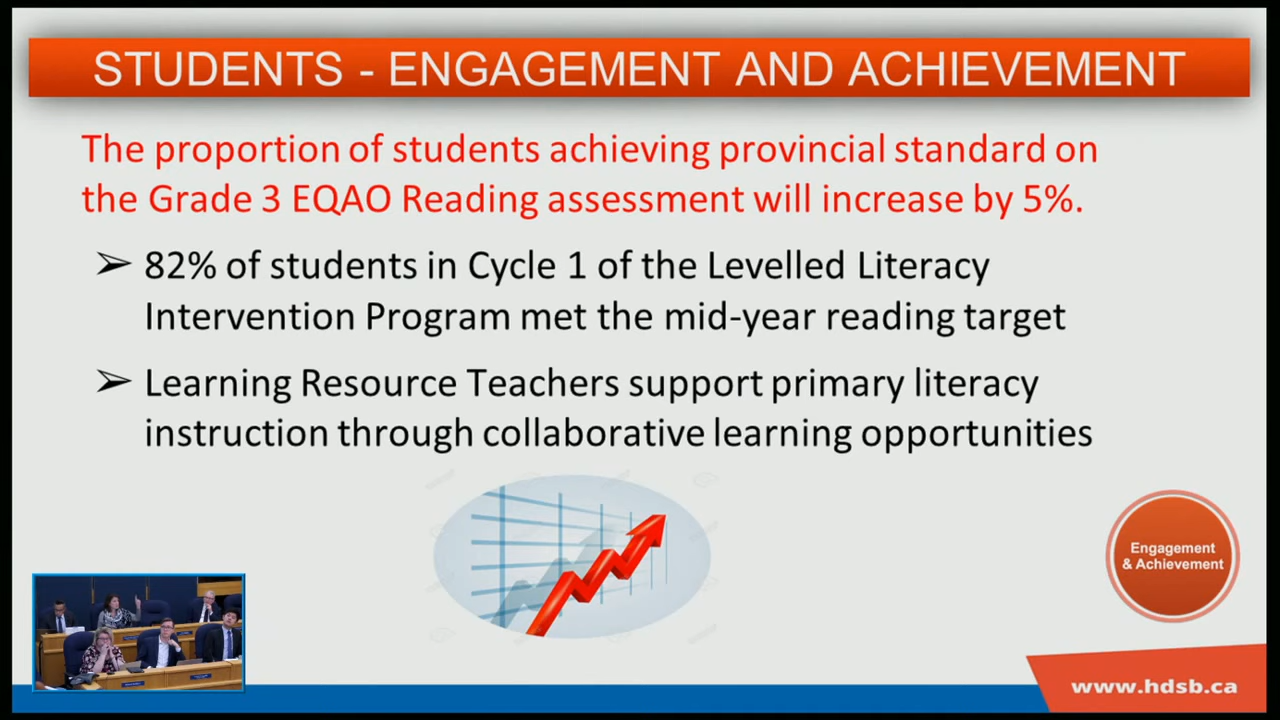 STUDENTS - ENGAGEMENT AND ACHIEVEMENT
The proportion of students achieving provincial standard on
the Grade 3 EQAO Reading assessment will increase by 5%.
➢ 82% of students in Cycle 1 of the Levelled Literacy
Intervention Program met the mid-year reading target
➢ Learning Resource Teachers support primary literacy
instruction through collaborative learning opportunities
Engagement
& Achievement
www.hdsb.ca